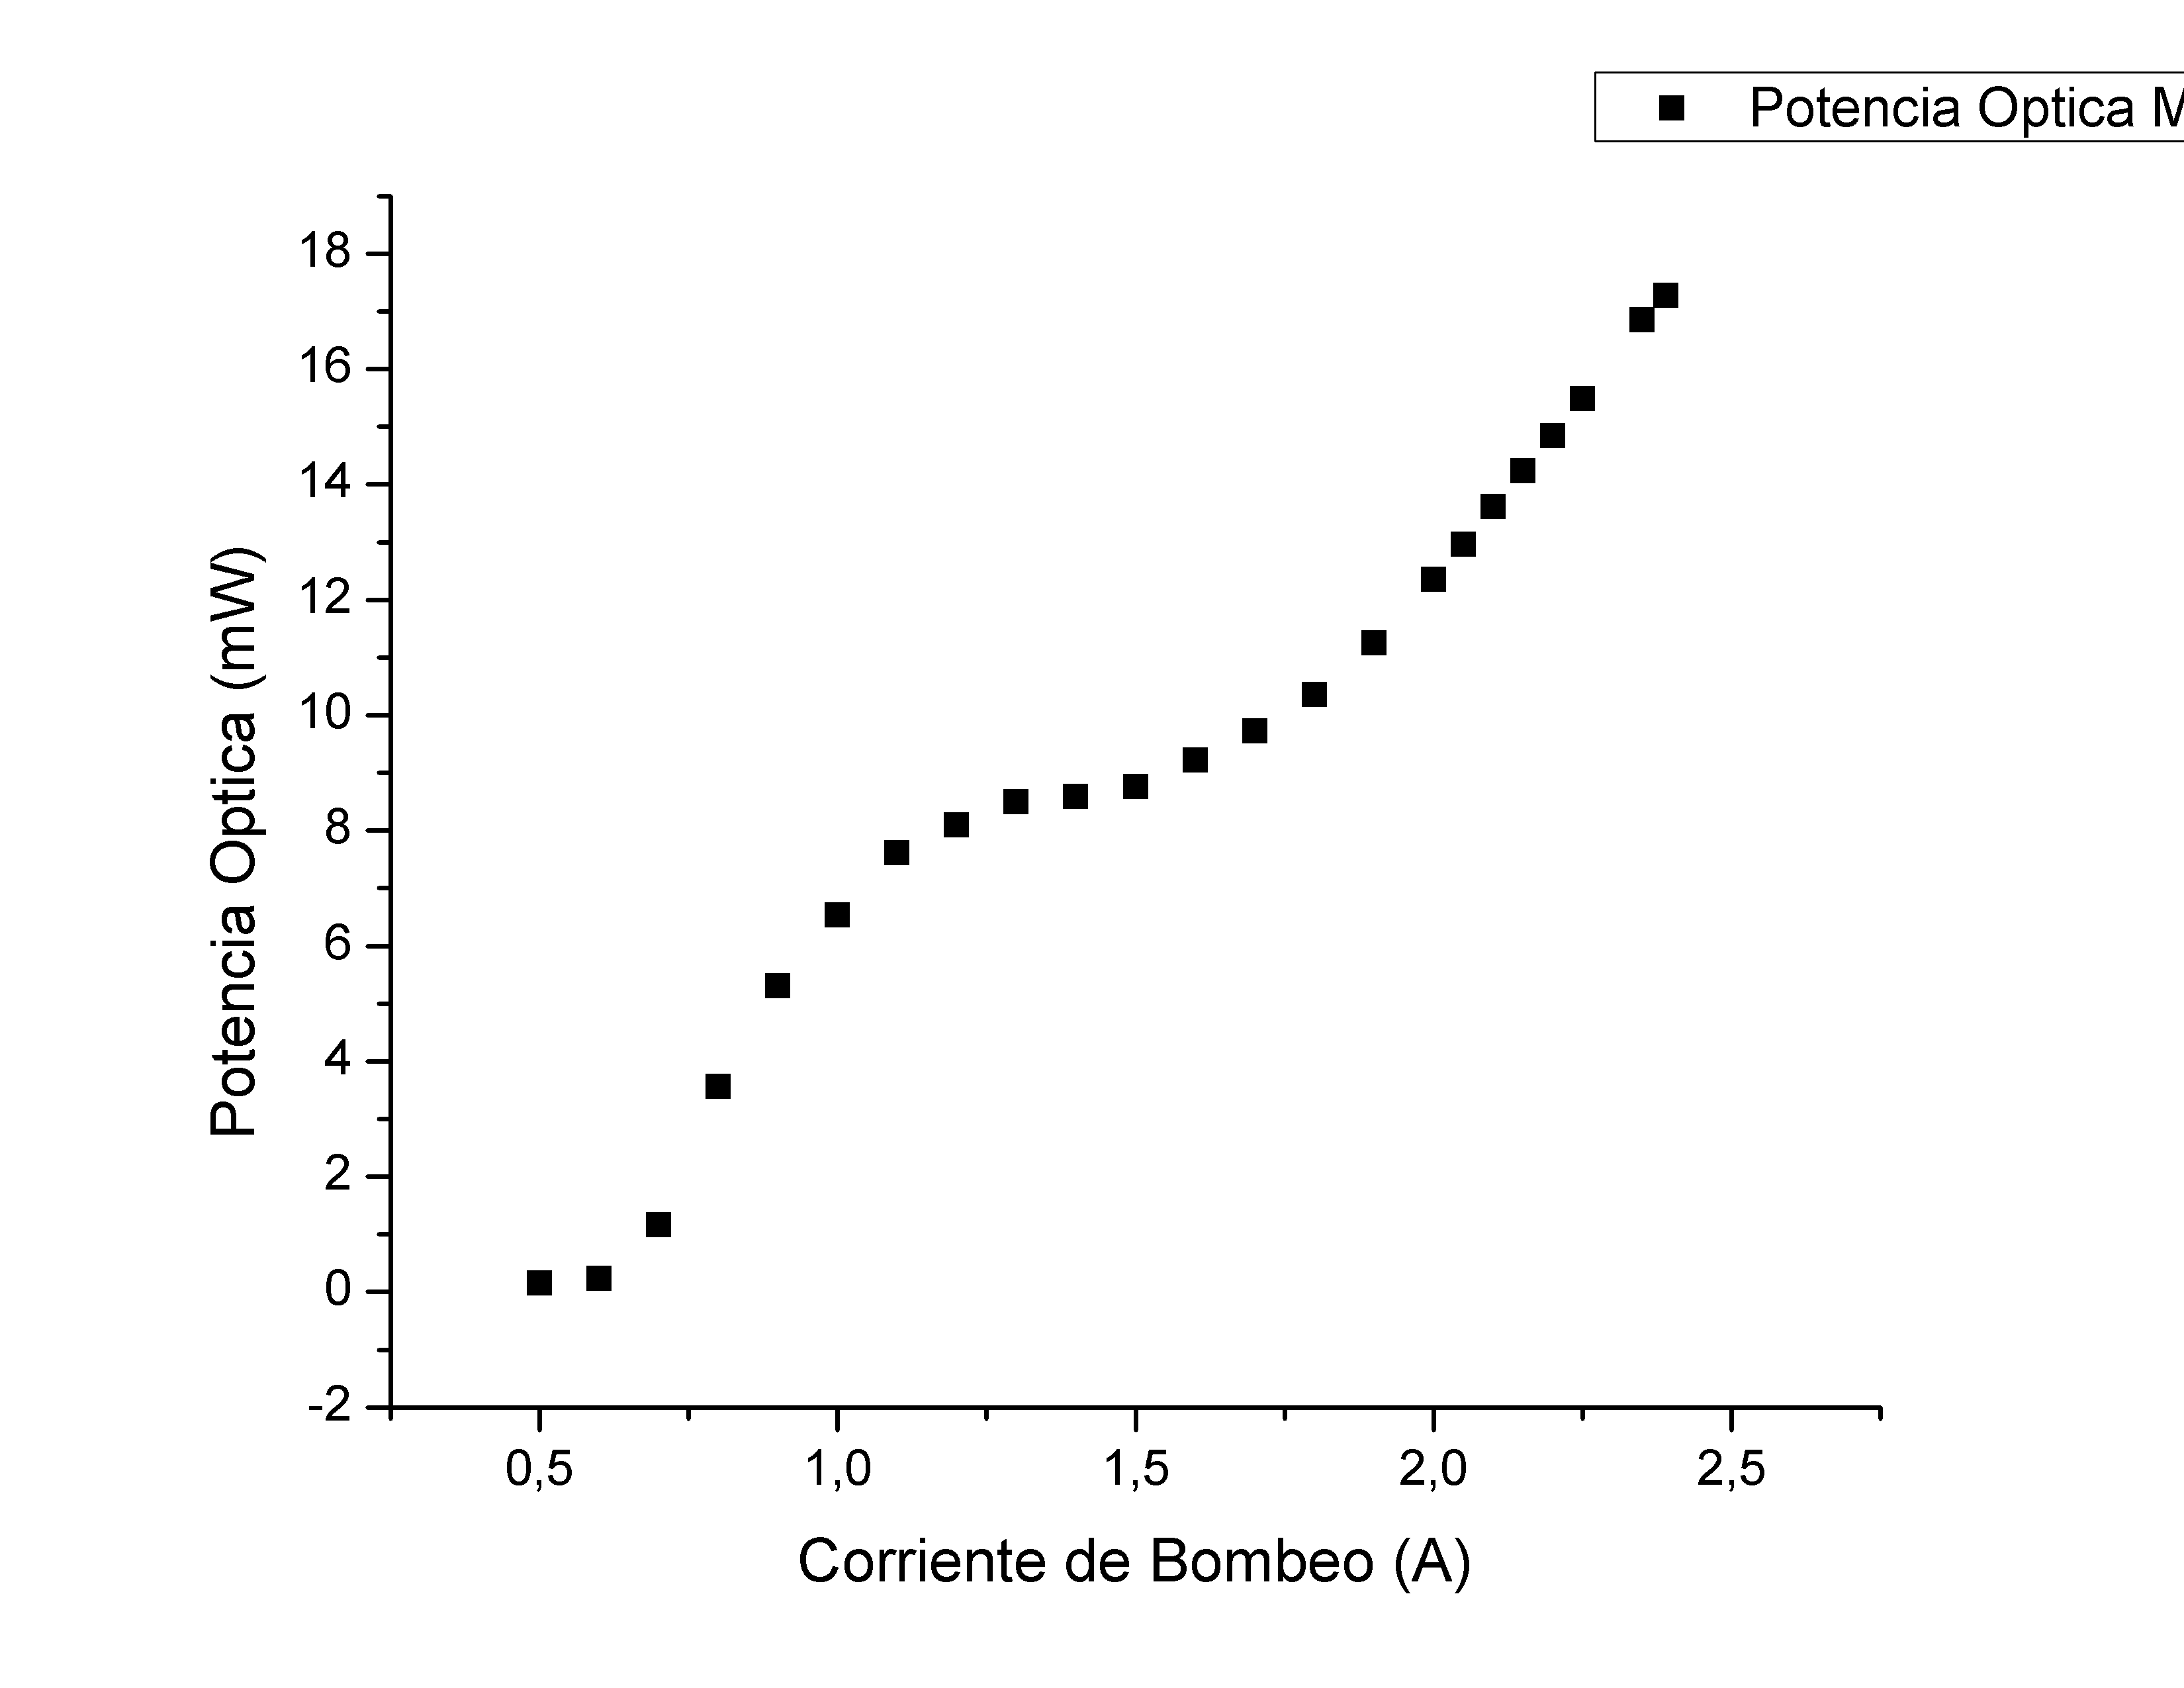 Potencia Optica M
18
16
14
12
10
8
6
4
2
0
-2
Potencia Optica (mW)
0,5 1,0 1,5 2,0 2,5
Corriente de Bombeo (A)